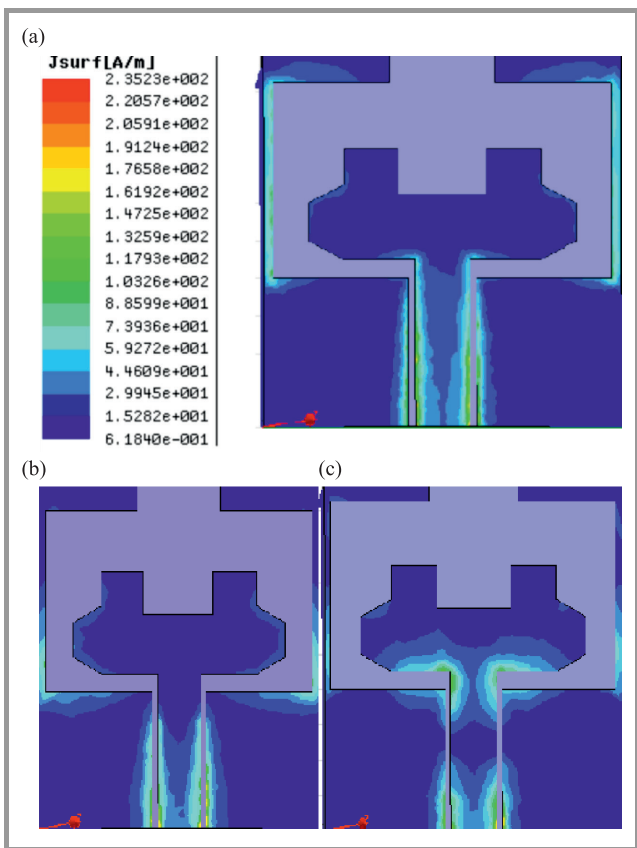 (a)
Jsurf[A/m]
2.3523e+002
2.2057e+002
2.0591e+002
1.9124e+002
1.7658e+002
1.6192e+002
1.4725e+002
1.3259e+002
1.1793e+002
1.0326e+002
8.8599e+001
7.3936e+001
5.9272e+001
4.4609e+001
2.9945e+001
1.5282e+001
6.1840e-001
(b)
(c)